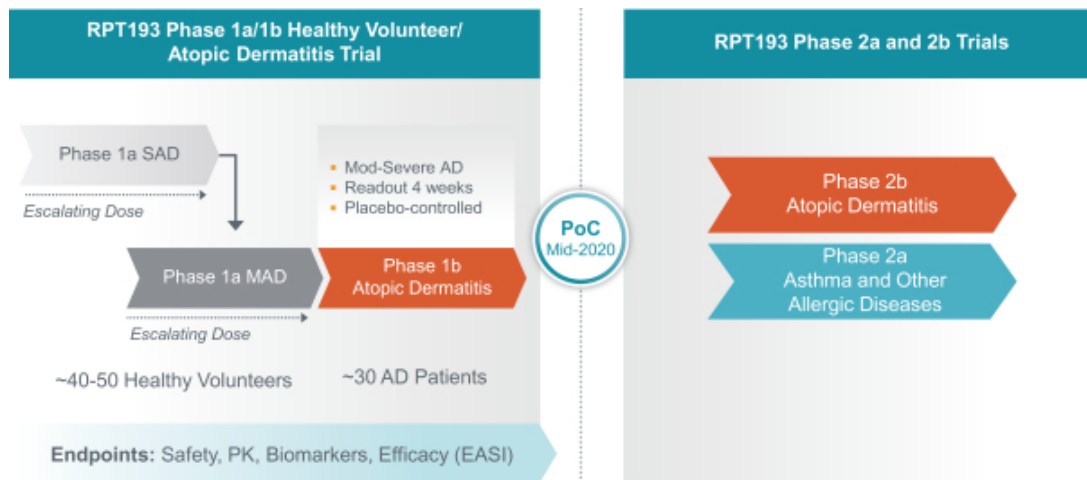 RPT193 Phase 1a/1b Healthy Volunteer/
Atopic Dermatitis Trial
Phase 1a SAD
Escalating Dose
▪ Mod-Severe AD
▪ Readout 4 weeks
▪ Placebo-controlled
Phase 1a MAD
Escalating Dose
Phase 1b
Atopic Dermatitis
~40-50 Healthy Volunteers
~30 AD Patients
Endpoints: Safety, PK, Biomarkers, Efficacy (EASI)
PoC
Mid-2020
RPT193 Phase 2a and 2b Trials
Phase 2b
Atopic Dermatitis
Phase 2a
Asthma and Other
Allergic Diseases